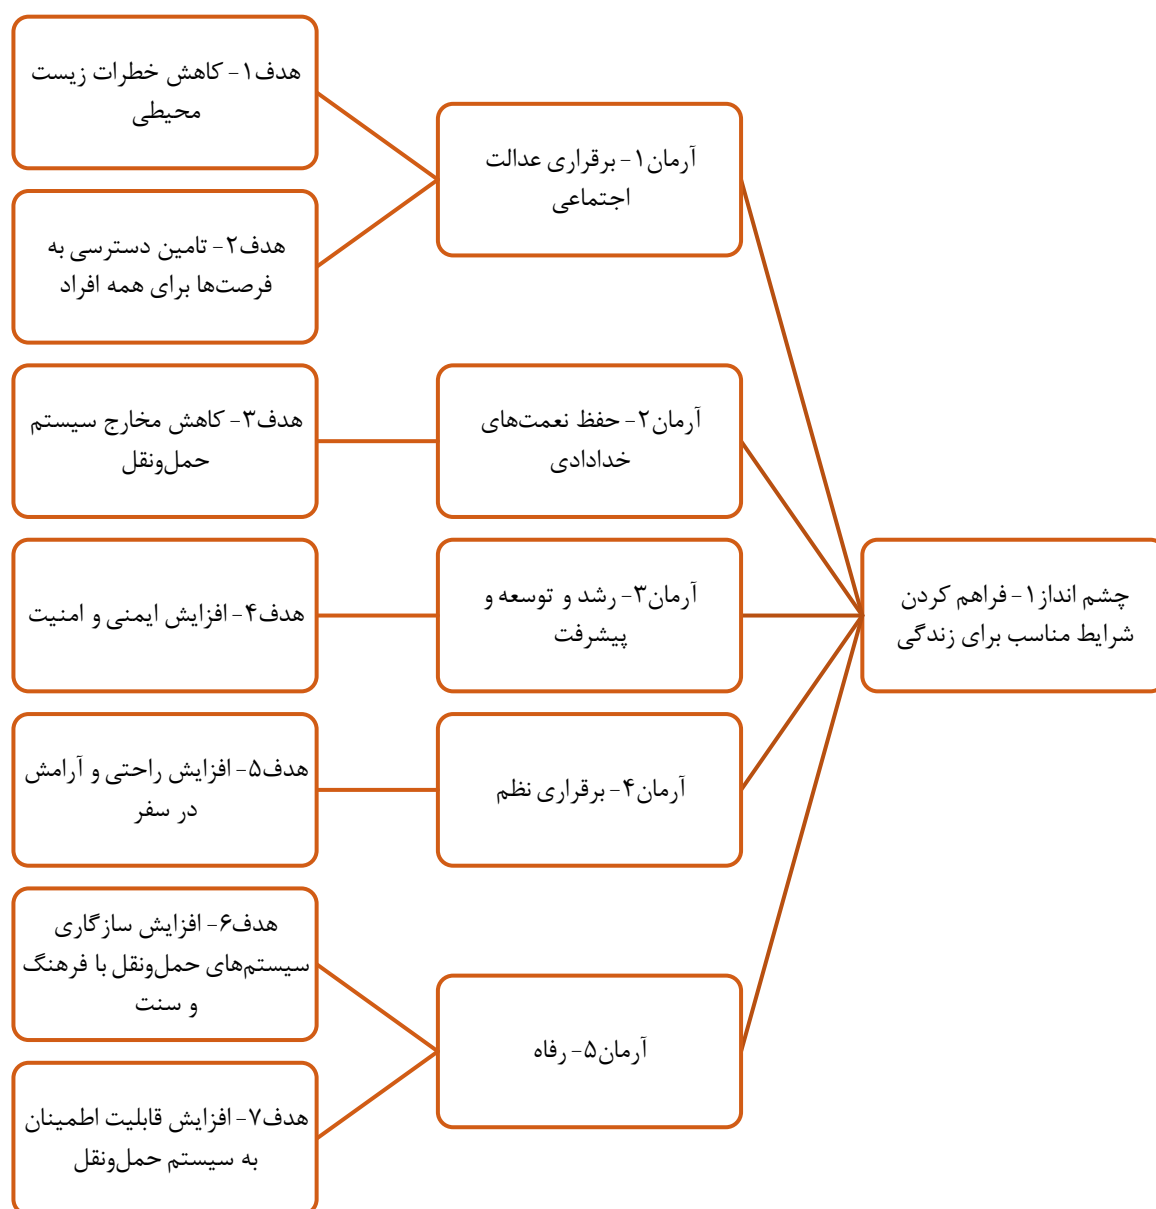 چشم انداز۱- فراهم کردن
شرایط مناسب برای زندگی
آرمان۱- برقراری عدالت
اجتماعی
هدف۱- کاهش خطرات زیست
محیطی
هدف۲- تامین دسترسی به
فرصت‌ها برای همه افراد
آرمان۲- حفظ نعمت‌های
خدادادی
هدف۳- کاهش مخارج سیستم
حمل‌ونقل
آرمان۳- رشد و توسعه و
پیشرفت
هدف۴- افزایش ایمنی و امنیت
آرمان۴- برقراری نظم
هدف۵- افزایش راحتی و آرامش
در سفر
آرمان۵- رفاه
هدف۶- افزایش سازگاری
سیستم‌های حمل‌ونقل با فرهنگ
و سنت
هدف۷- افزایش قابلیت اطمینان
به سیستم حمل‌ونقل